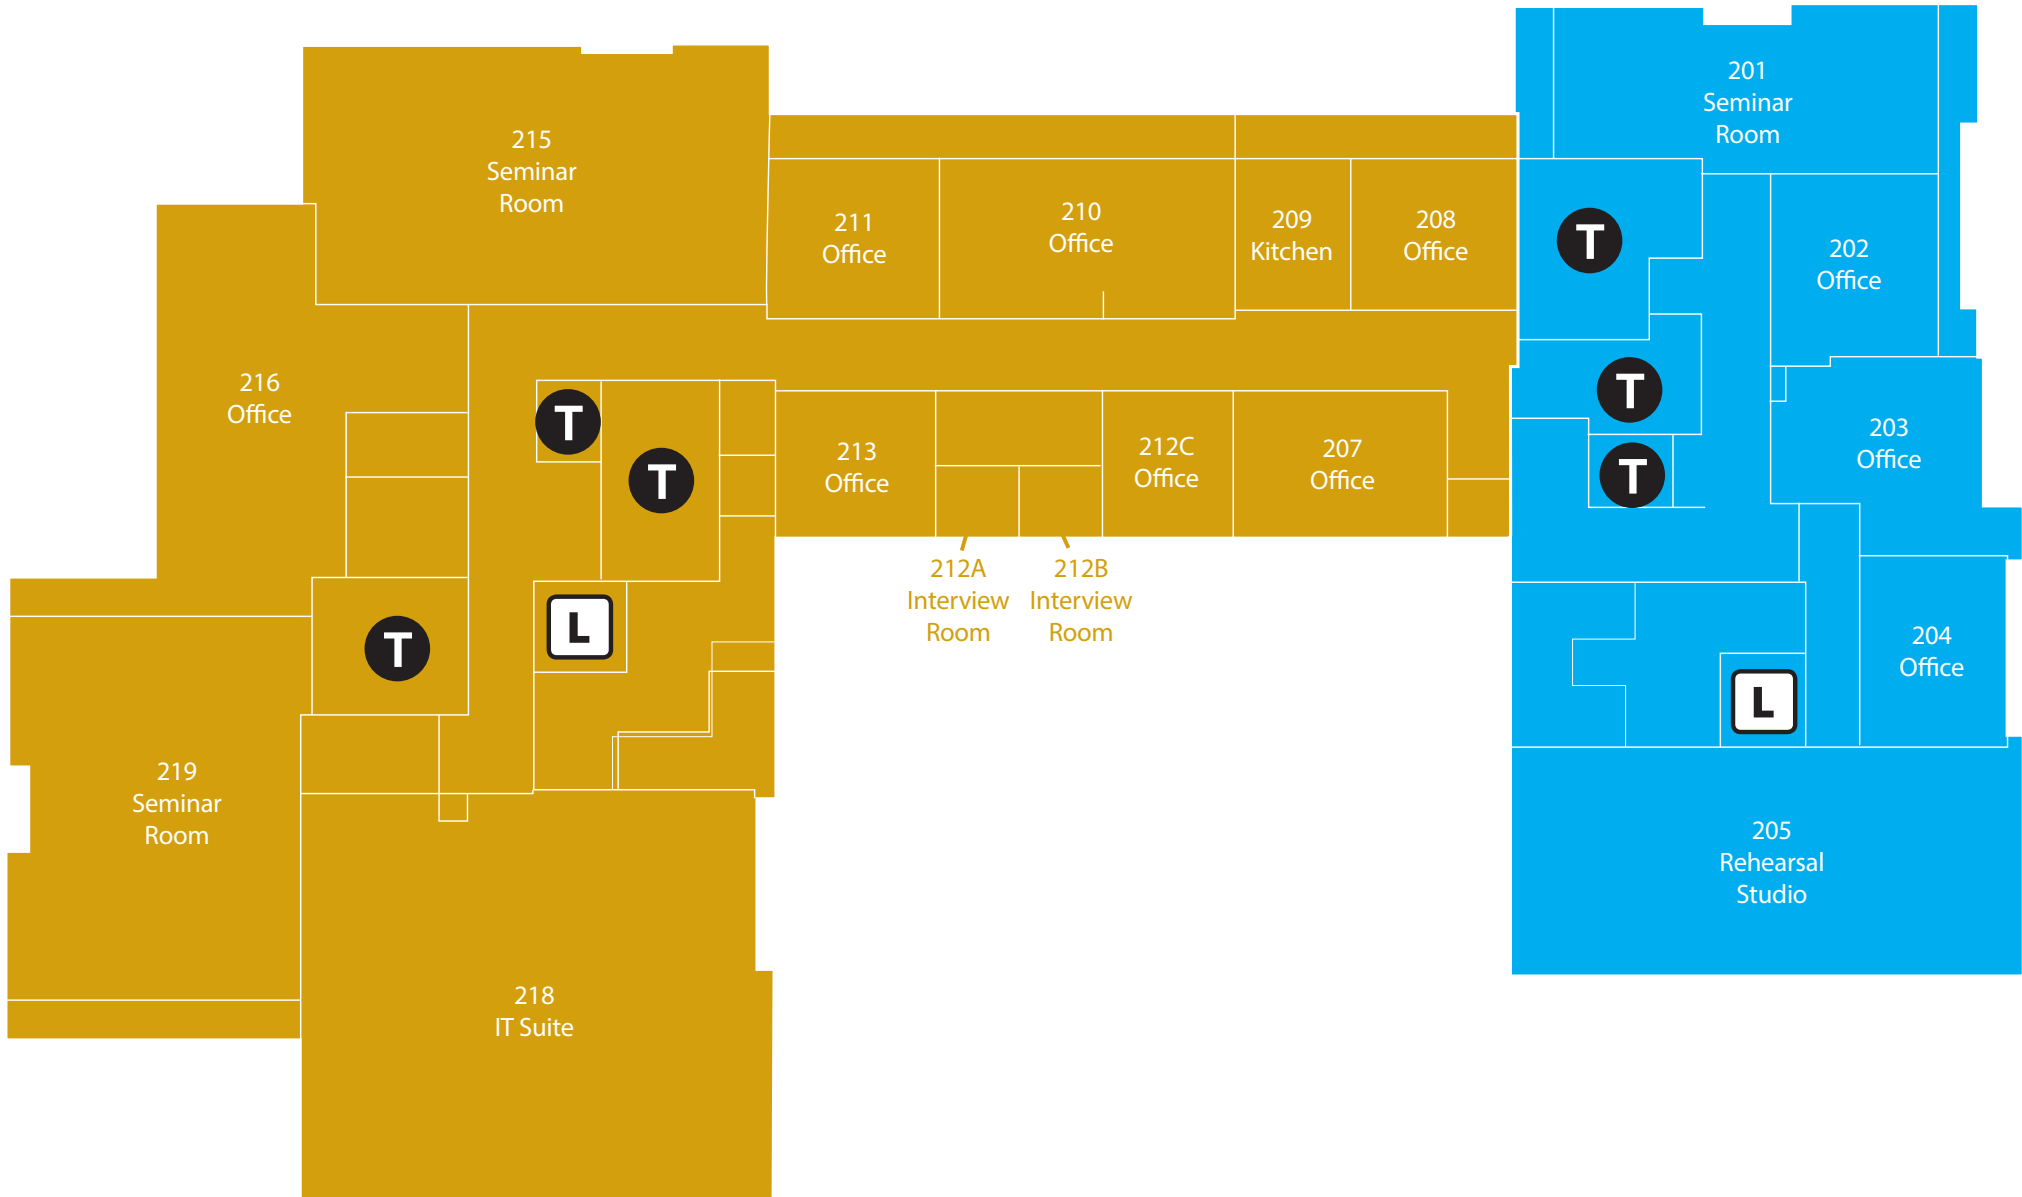 215
Seminar
Room
211
Office
210
Office
209
Kitchen
208
Office
201
Seminar
Room
T
202
Office
216
Office
T
T
213
Office
212C
Office
207
Office
T
203
Office
T
T
212A
Interview
Room
212B
Interview
Room
L
T
204
Office
L
219
Seminar
Room
205
Rehearsal
Studio
218
IT Suite